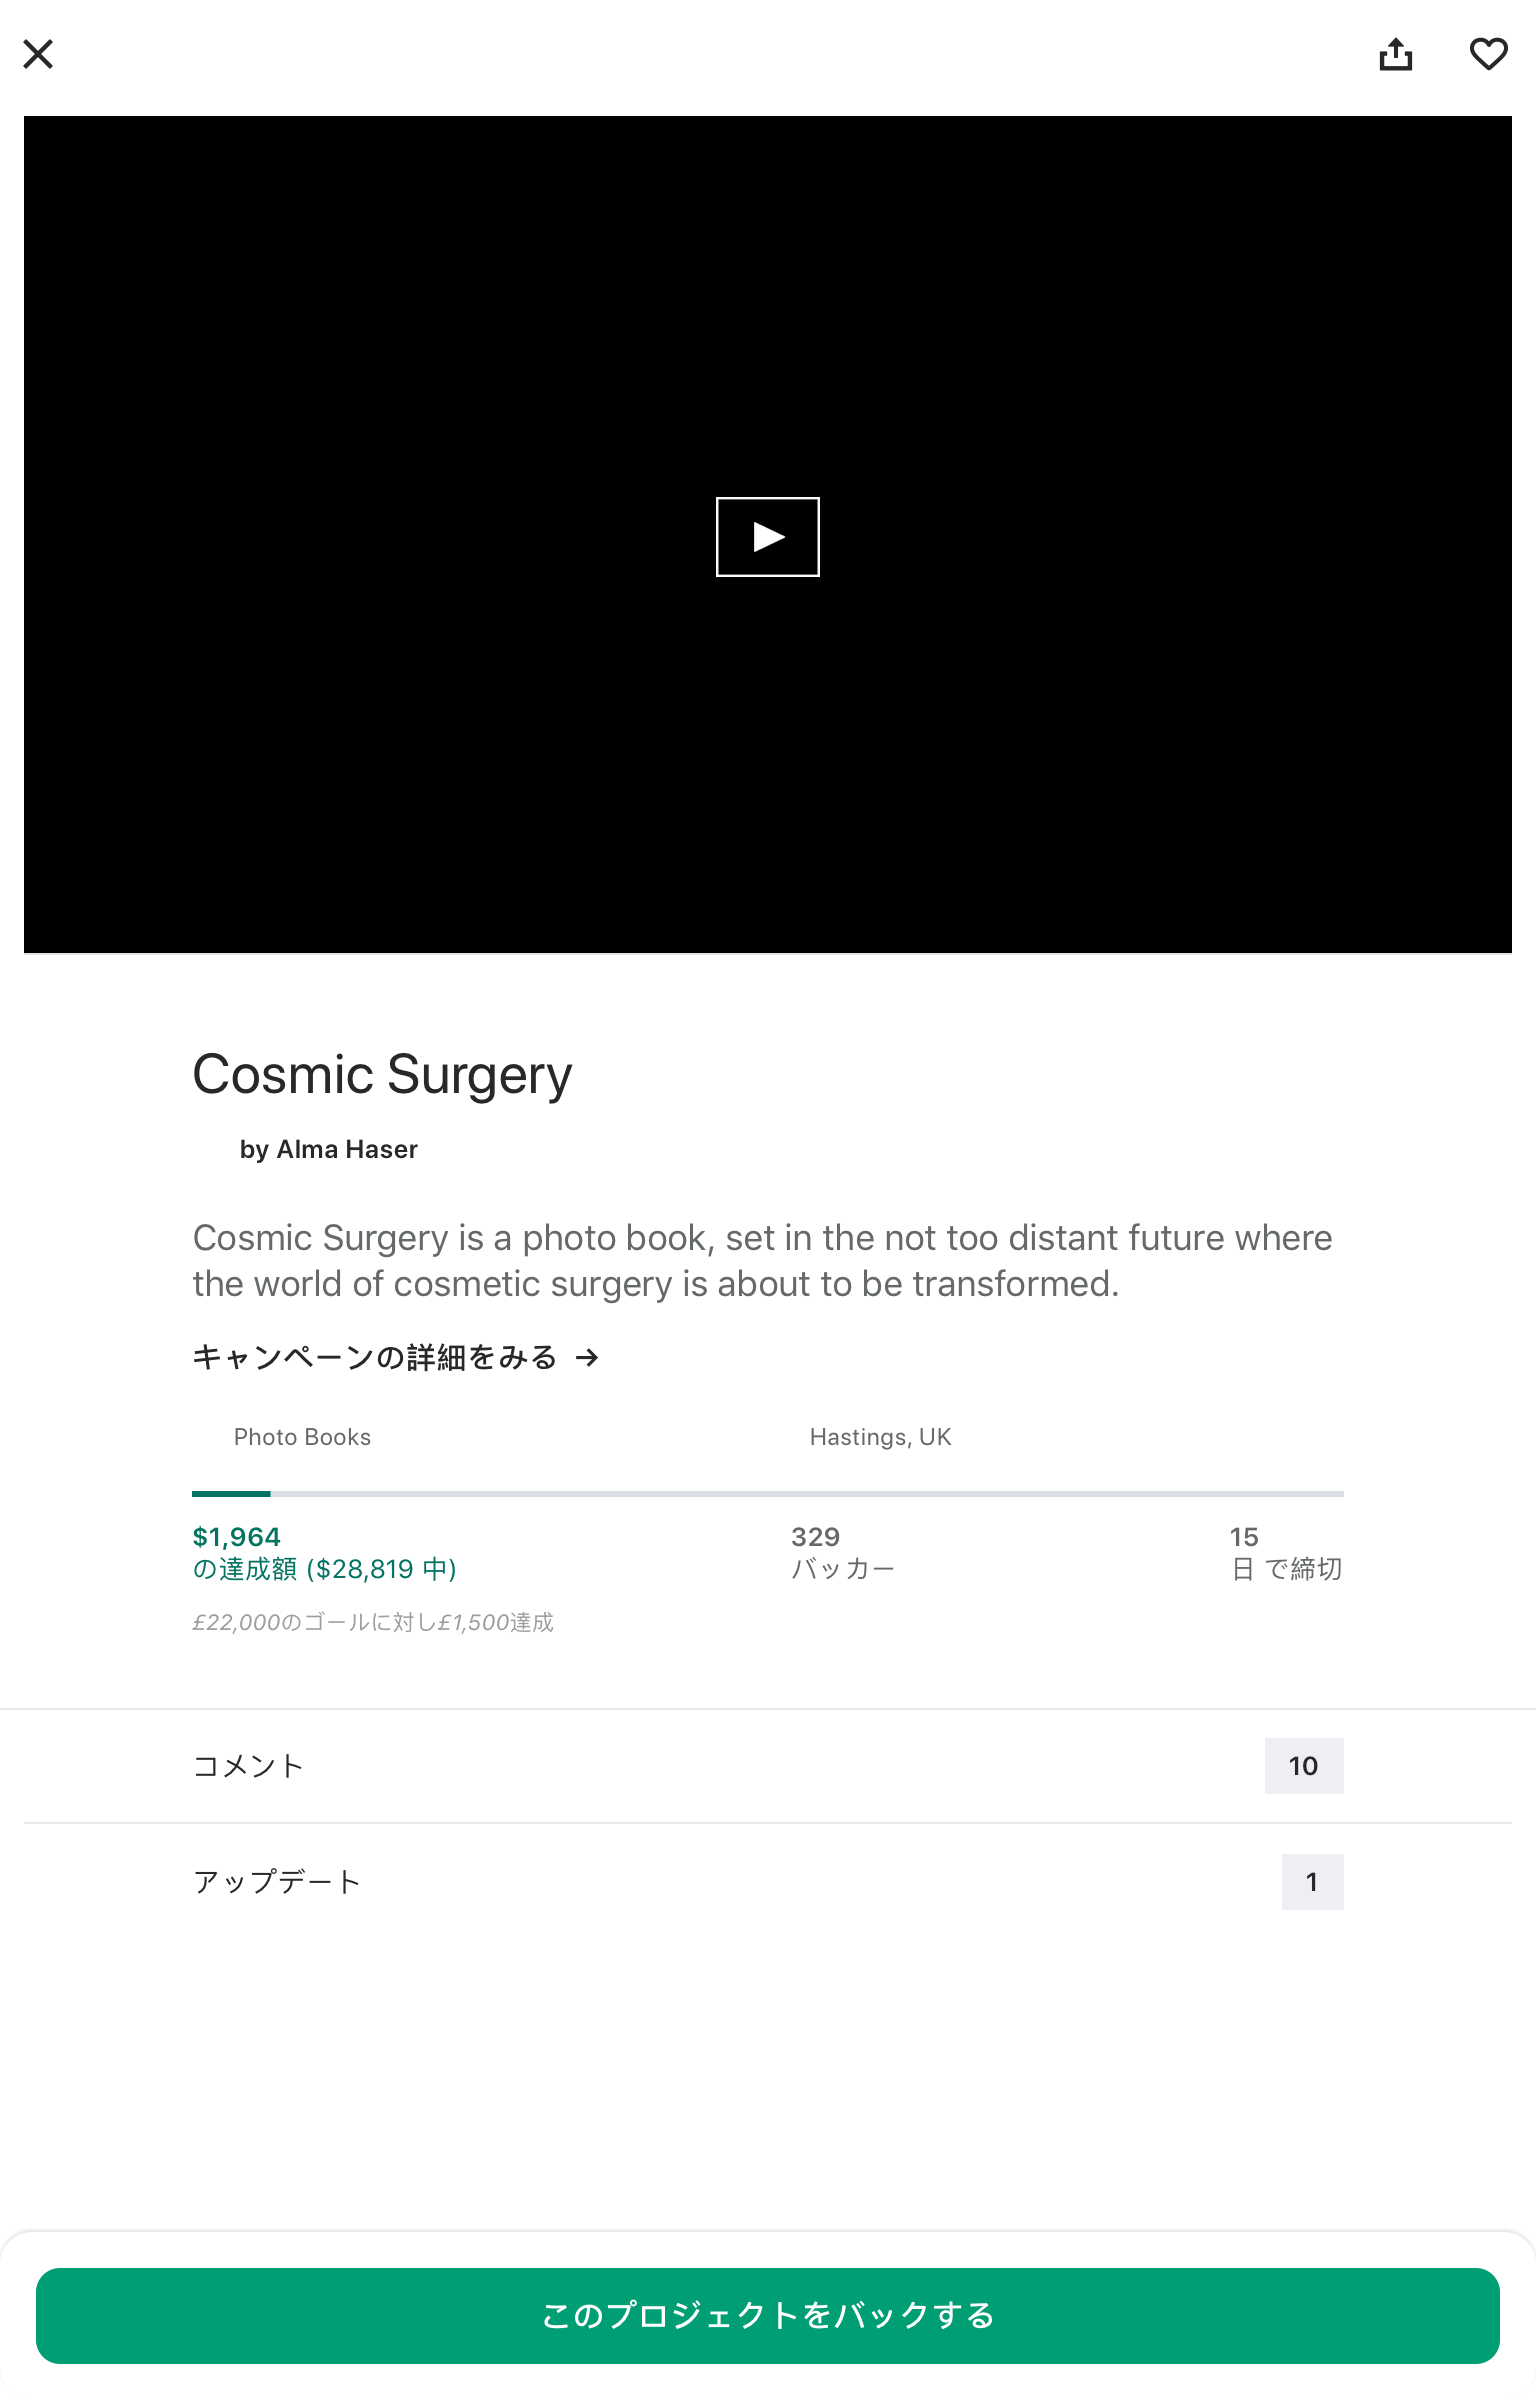 Cosmic Surgery
by Alma Haser
Cosmic Surgery is a photo book, set in the not too distant future where
the world of cosmetic surgery is about to be transformed.
キャンペーンの詳細をみる →
Photo Books
Hastings, UK
$1,964
の達成額 ($28,819 中)
329
バッカー
15
日 で締切
£22,000のゴールに対し£1,500達成
コメント
10
アップデート
1
このプロジェクトをバックする